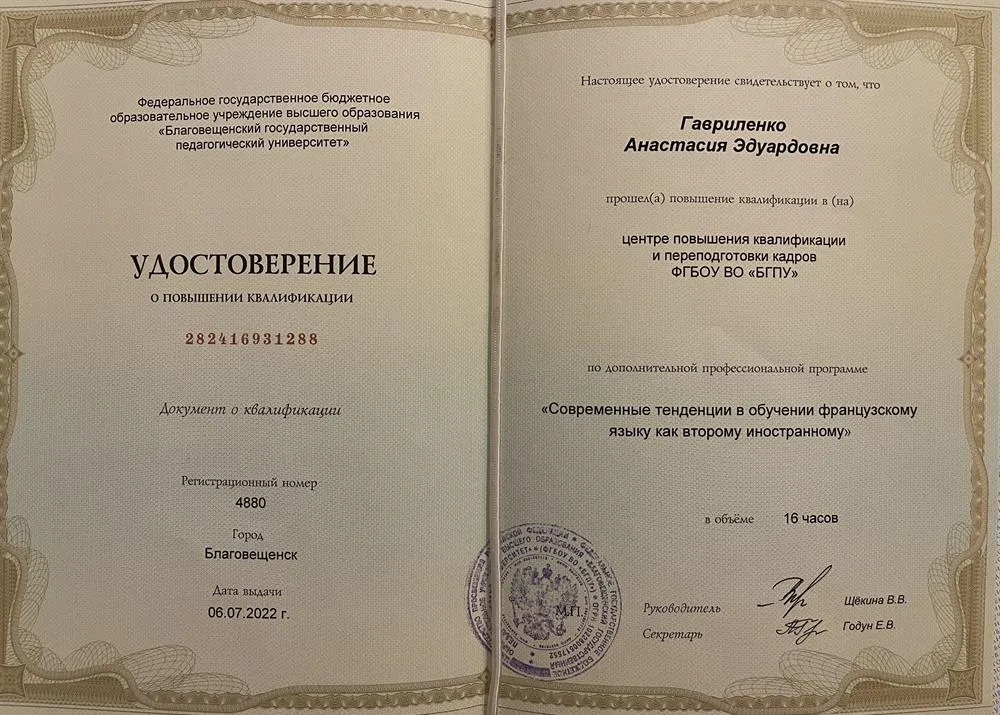 Федеральное государственное бюджетное
образовательное учреждение высшего образования
«Благовещенский государственный
педагогический университет»
УДОСТОВЕРЕНИЕ
О ПОВЫШЕНИИ КВАЛИФИКАЦИИ
282416931288
Документ о квалификации
Регистрационный номер
4880
Город
Благовещенск
Дата выдачи
06.07.2022 г.
Настоящее удостоверение свидетельствует о том, что
Гавриленко
Анастасия Эдуардовна
прошел(а) повышение квалификации в (на)
центре повышения квалификации
и переподготовки кадров
ФГБОУ ВО «БГПУ»
по дополнительной профессиональной программе
«Современные тенденции в обучении французскому
языку как второму иностранному»
в объёме 16 часов
М.П.
Руководитель Щёкина В.В.
Секретарь Годун Е.В.